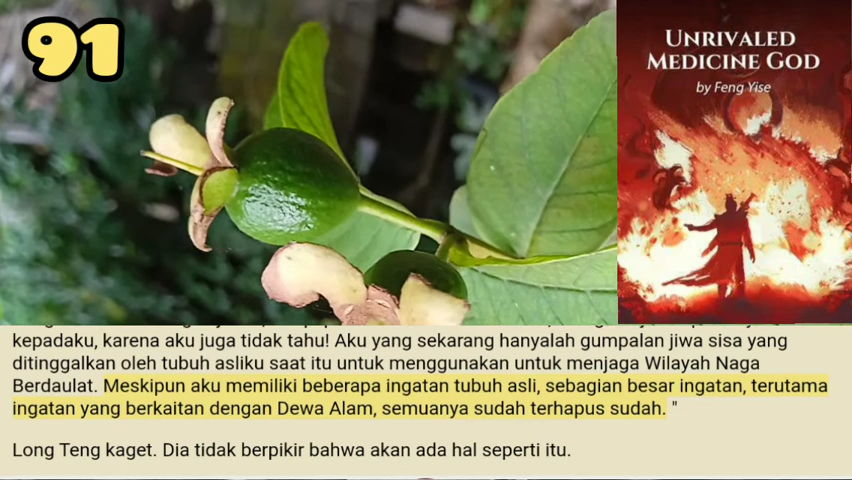 91
UNRIVALED
MEDICINE GOD
by Feng Yise
kepadaku, karena aku juga tidak tahu! Aku yang sekarang hanyalah gumpalan jiwa sisa yang
ditinggalkan oleh tubuh asliku saat itu untuk menggunakan untuk menjaga Wilayah Naga
Berdaulat. Meskipun aku memiliki beberapa ingatan tubuh asli, sebagian besar ingatan, terutama
ingatan yang berkaitan dengan Dewa Alam, semuanya sudah terhapus sudah. "
Long Teng kaget. Dia tidak berpikir bahwa akan ada hal seperti itu.